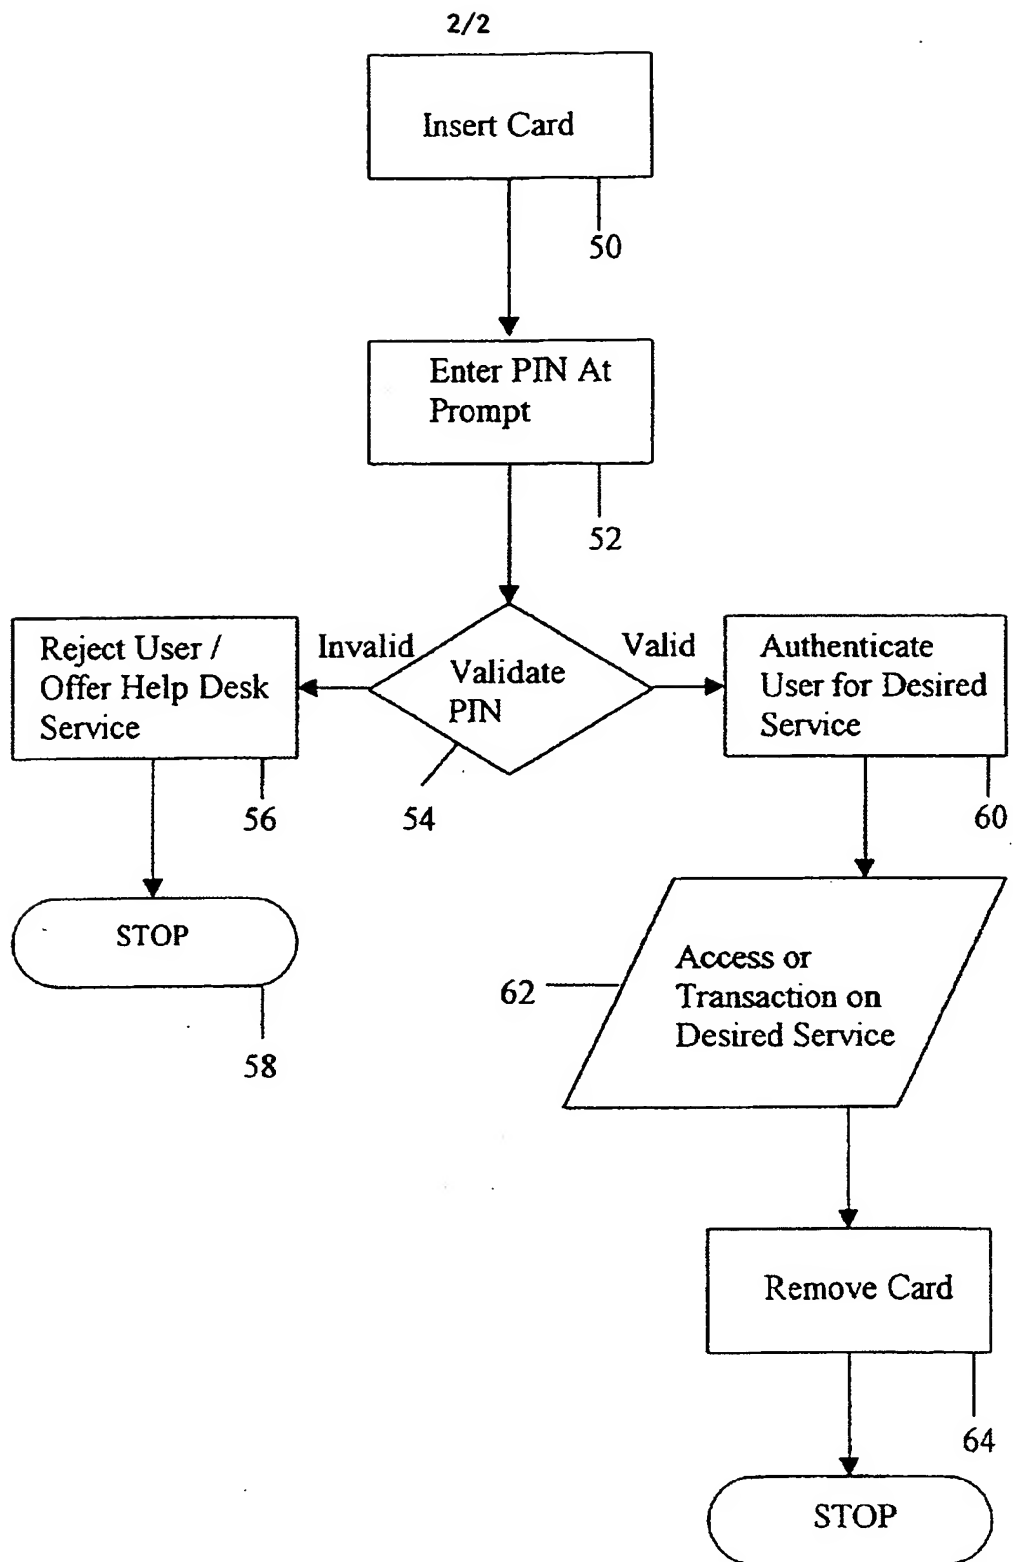 2/2
Insert Card
50
Enter PIN At
Prompt
52
Invalid
Valid
Validate
PIN
54
Reject User /
Offer Help Desk
Service
56
STOP
58
Authenticate
User for Desired
Service
60
Access or
Transaction on
Desired Service
62
Remove Card
64
STOP